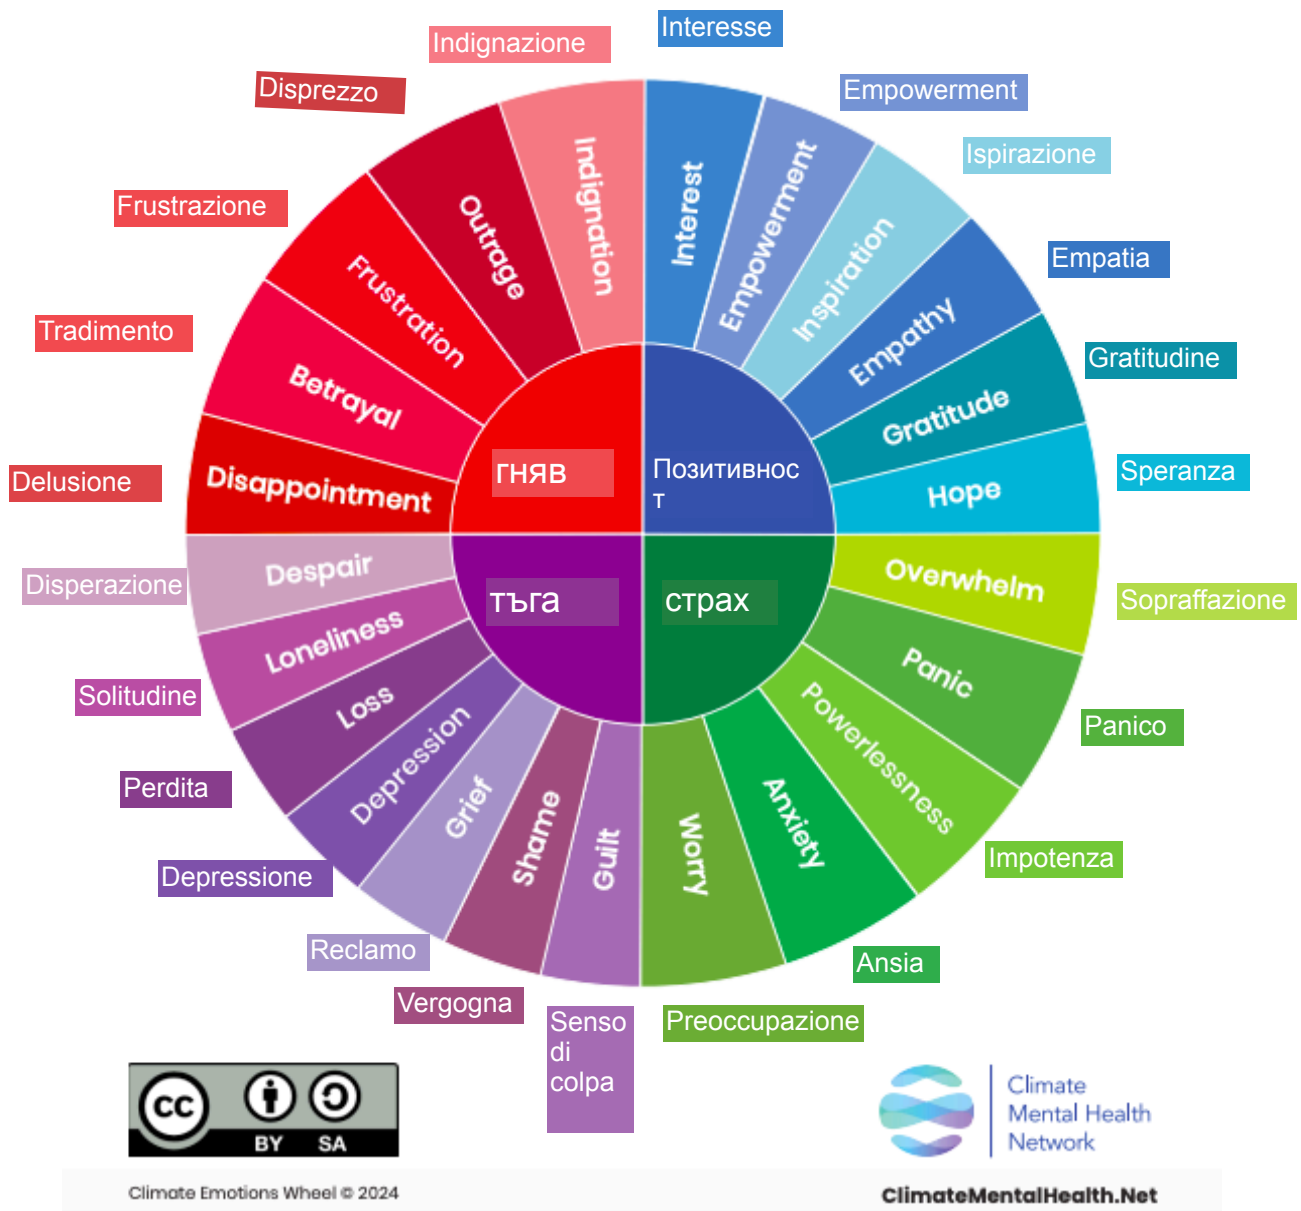 Interesse
Indignazione
Empowerment
Disprezzo
Ispirazione
Frustrazione
Empatia
Tradimento
Gratitudine
Delusione
Speranza
Disperazione
Sopraffazione
Solitudine
Panico
Perdita
Impotenza
Depressione
Reclamo
Ansia
Vergogna
Senso
di
colpa
Preoccupazione
Indignation
Interest
Empowerment
Inspiration
Empathy
Gratitude
Hope
Overwhelm
Panic
Powerlessness
Anxiety
Worry
Guilt
Shame
Grief
Depression
Loss
Loneliness
Despair
Disappointment
Betrayal
Frustration
Outrage
гняв
Позитивнос
т
тъга
страх
CC
BY SA
Climate
Mental Health
Network
Climate Emotions Wheel © 2024
ClimateMentalHealth.Net